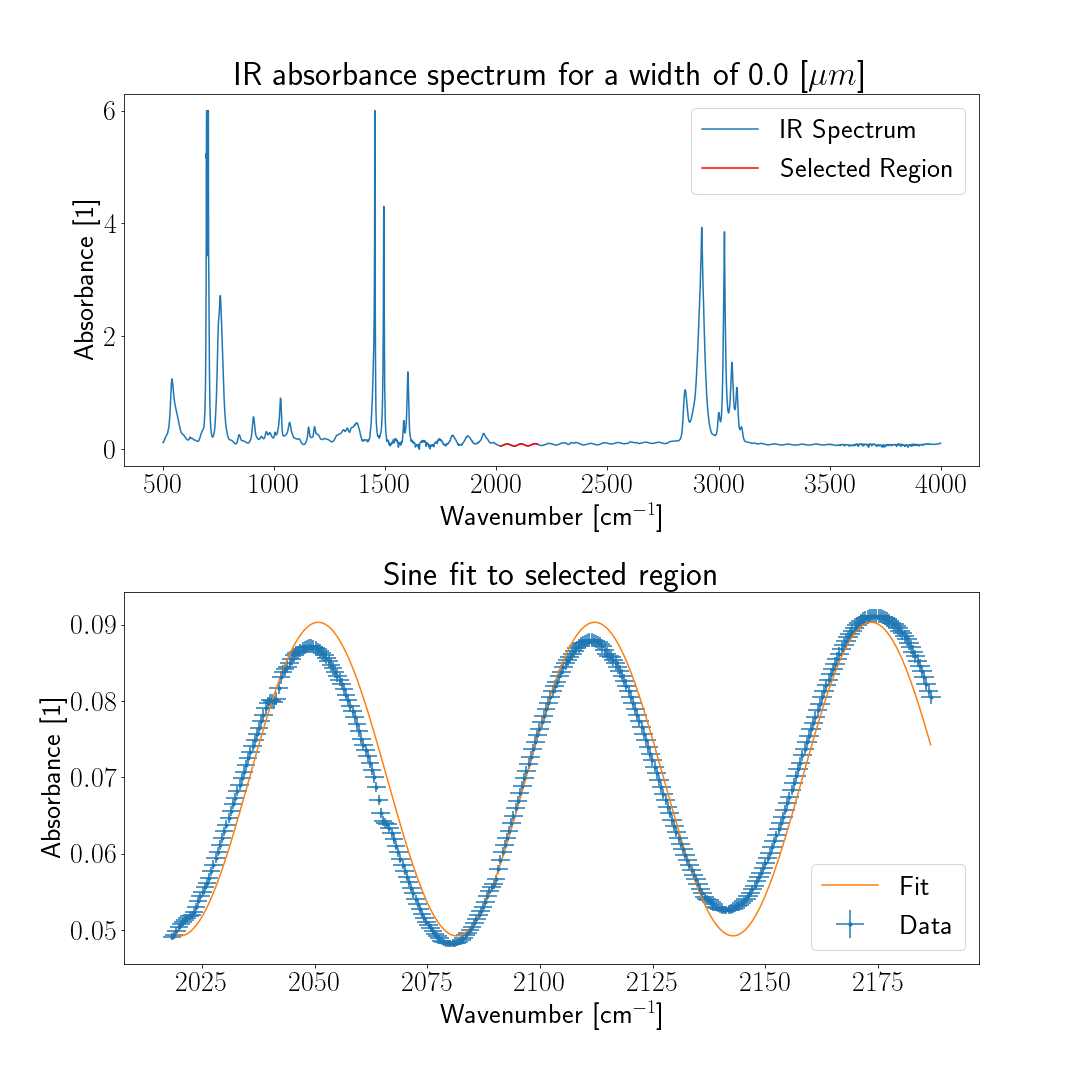 IR absorbance spectrum for a width of 0.0 [μm]
6
4
2
0
Absorbance [1]
IR Spectrum
Selected Region
500 1000 1500 2000 2500 3000 3500 4000
Wavenumber [cm⁻¹]
Sine fit to selected region
0.09
0.08
0.07
0.06
0.05
Absorbance [1]
Fit
Data
2025 2050 2075 2100 2125 2150 2175
Wavenumber [cm⁻¹]